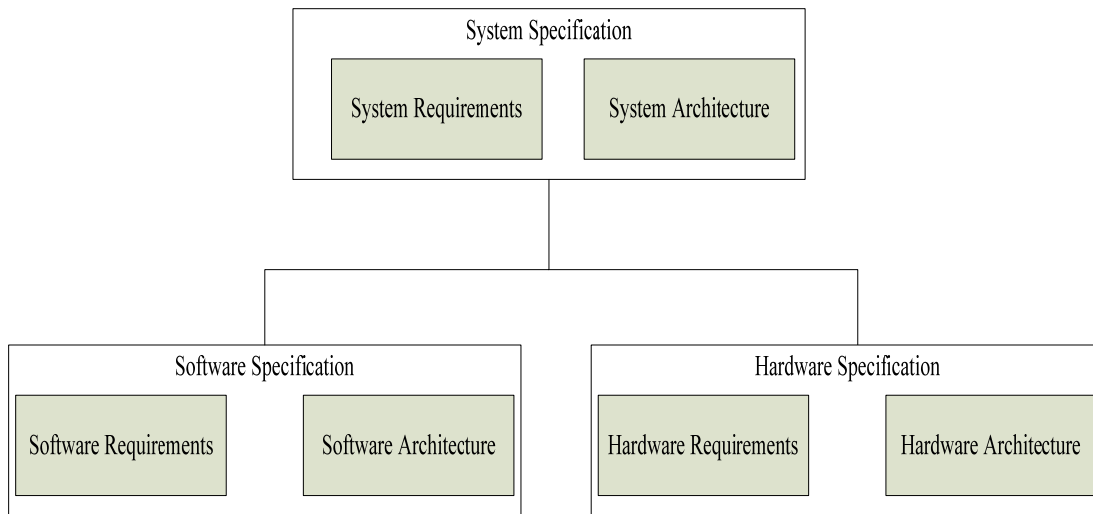 System Specification
System Requirements
System Architecture
Software Specification
Software Requirements
Software Architecture
Hardware Specification
Hardware Requirements
Hardware Architecture